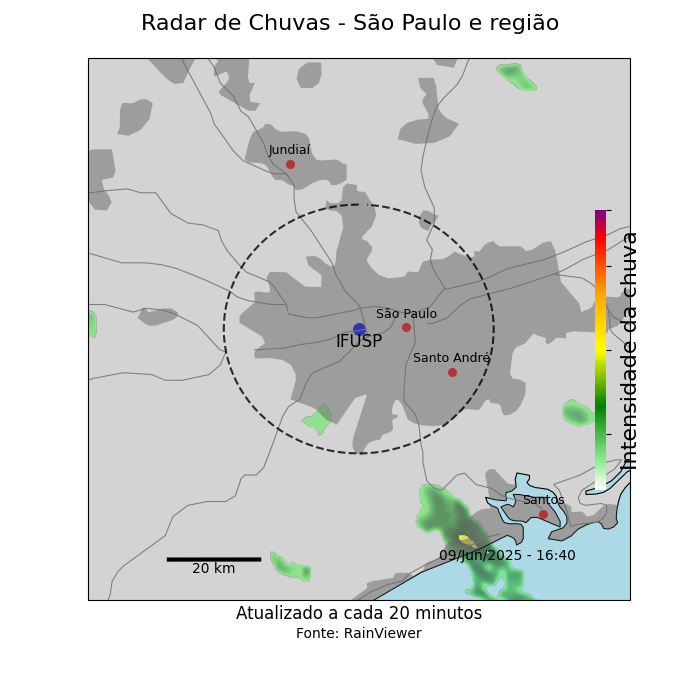 Radar de Chuvas - São Paulo e região
Jundiaí
São Paulo
IFUSP
Santo André
Intensidade da chuva
Santos
09/Jun/2025 - 16:40
20 km
Atualizado a cada 20 minutos
Fonte: RainViewer